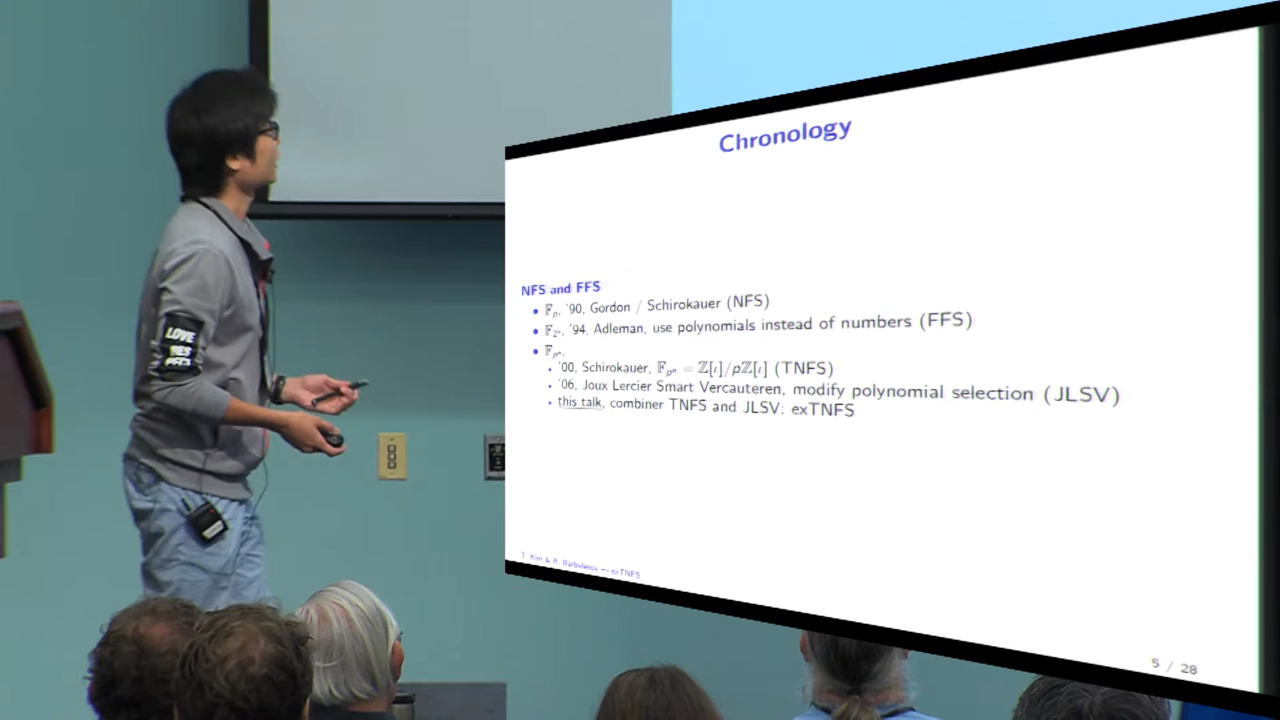 Chronology
NFS and FFS
• 𝔽ₚ, '90, Gordon / Schirokauer (NFS)
• 𝔽₂ⁿ, '94, Adleman, use polynomials instead of numbers (FFS)
• 𝔽ₚⁿ,
• '00, Schirokauer, 𝔽ₚⁿ = ℤ[ι]/pℤ[ι] (TNFS)
• '06, Joux Lercier Smart Vercauteren, modify polynomial selection (JLSV)
• this talk, combiner TNFS and JLSV: exTNFS
T. Kim & R. Barbulescu — exTNFS
5 / 28
LOVE